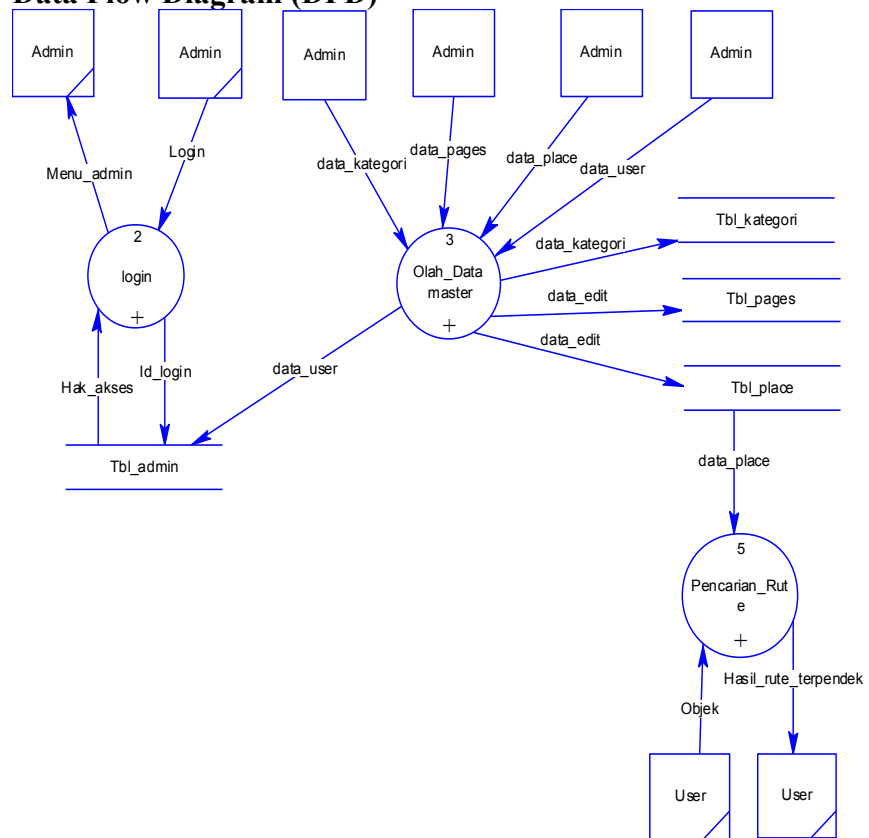 Data Flow Diagram (DFD)
Admin
Admin
Admin
Admin
Admin
Admin
Login
Menu_admin
data_kategori
data_pages
data_place
data_user
2
login
+
3
Olah_Data
master
+
data_kategori
Tbl_kategori
data_edit
Tbl_pages
data_edit
Tbl_place
data_user
Hak_akses
Id_login
Tbl_admin
data_place
5
Pencarian_Rut
e
+
Objek
Hasil_rute_terpendek
User
User